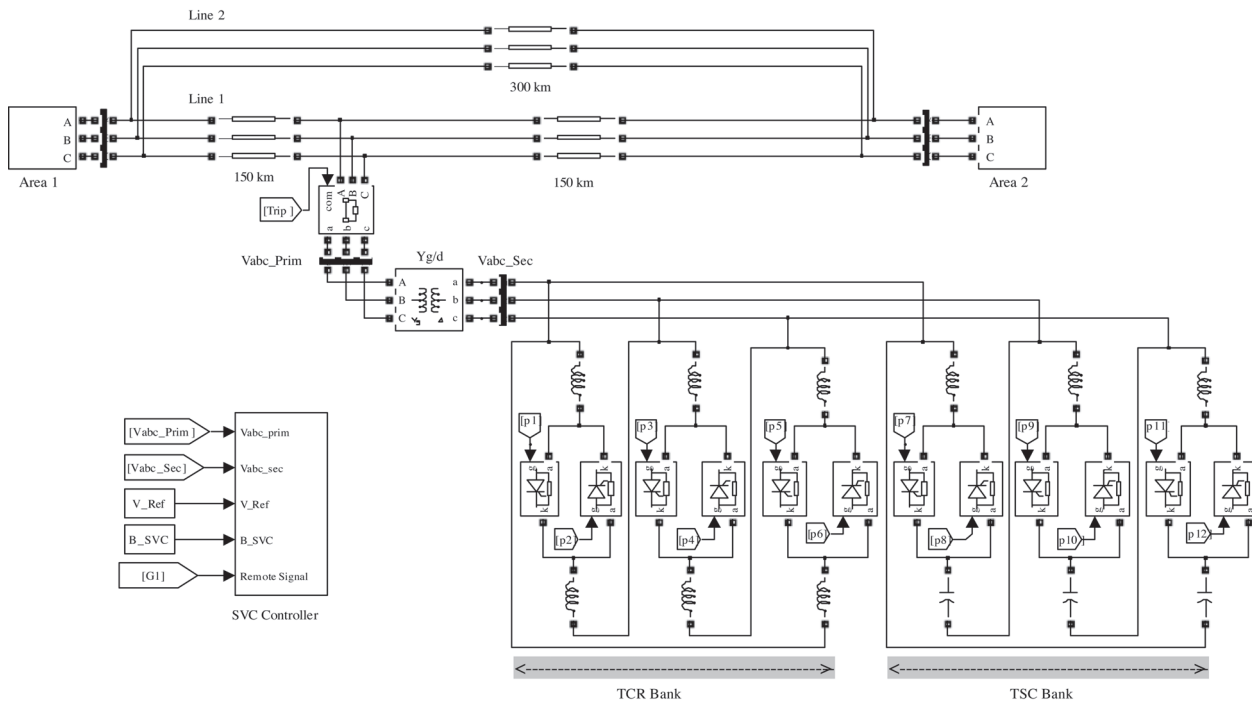 Line 2
300 km
Line 1
A
B
C
A
B
C
Area 1
150 km
150 km
Area 2
[Trip ]
com
A
B
C
a
b
c
Vabc_Prim
Yg/d
Vabc_Sec
A
B
C
a
b
c
[p1]
[p3]
[p5]
[p7]
[p9]
p11[
g
a
k
k
g
a
g
a
k
k
g
a
g
a
k
k
g
a
g
a
k
k
g
a
g
a
k
k
g
a
g
a
k
k
g
a
[p2]
[p4]
[p6]
[p8]
p10]
p12]
[Vabc_Prim ]
Vabc_prim
[Vabc_Sec]
Vabc_sec
V_Ref
V_Ref
B_SVC
B_SVC
[G1]
Remote Signal
SVC Controller
TCR Bank
TSC Bank